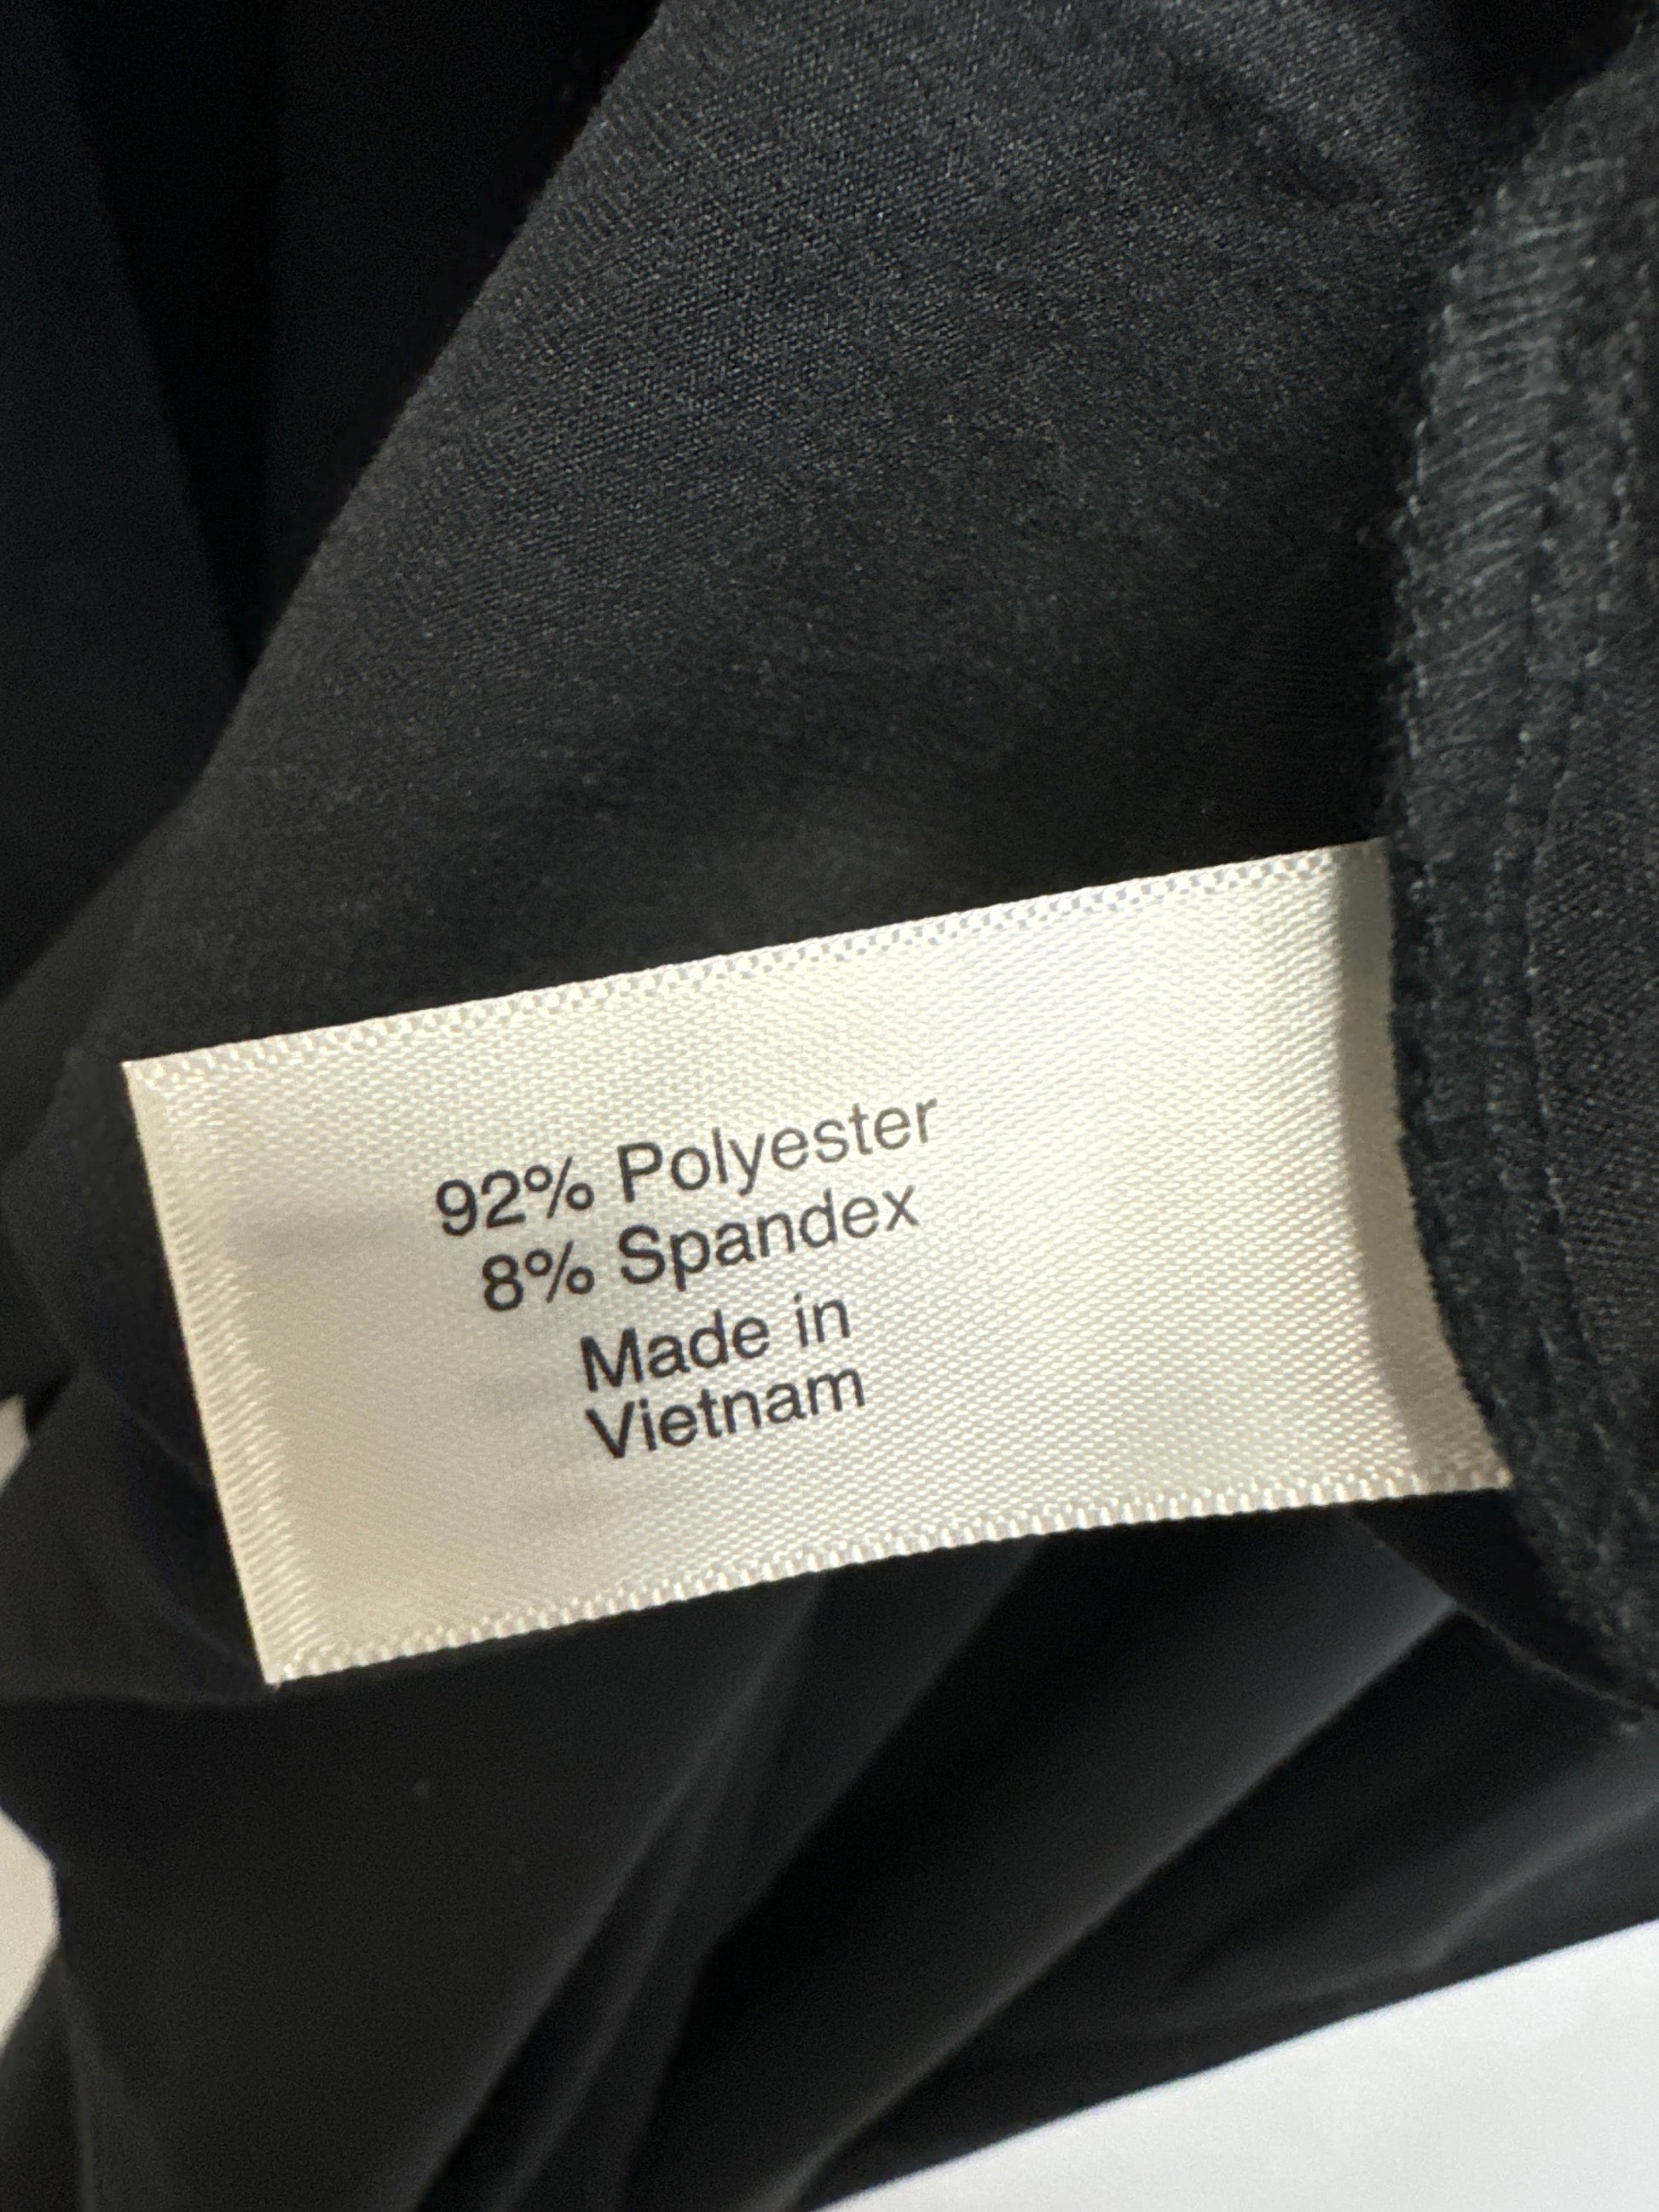 92% Polyester
8% Spandex
Made in
Vietnam